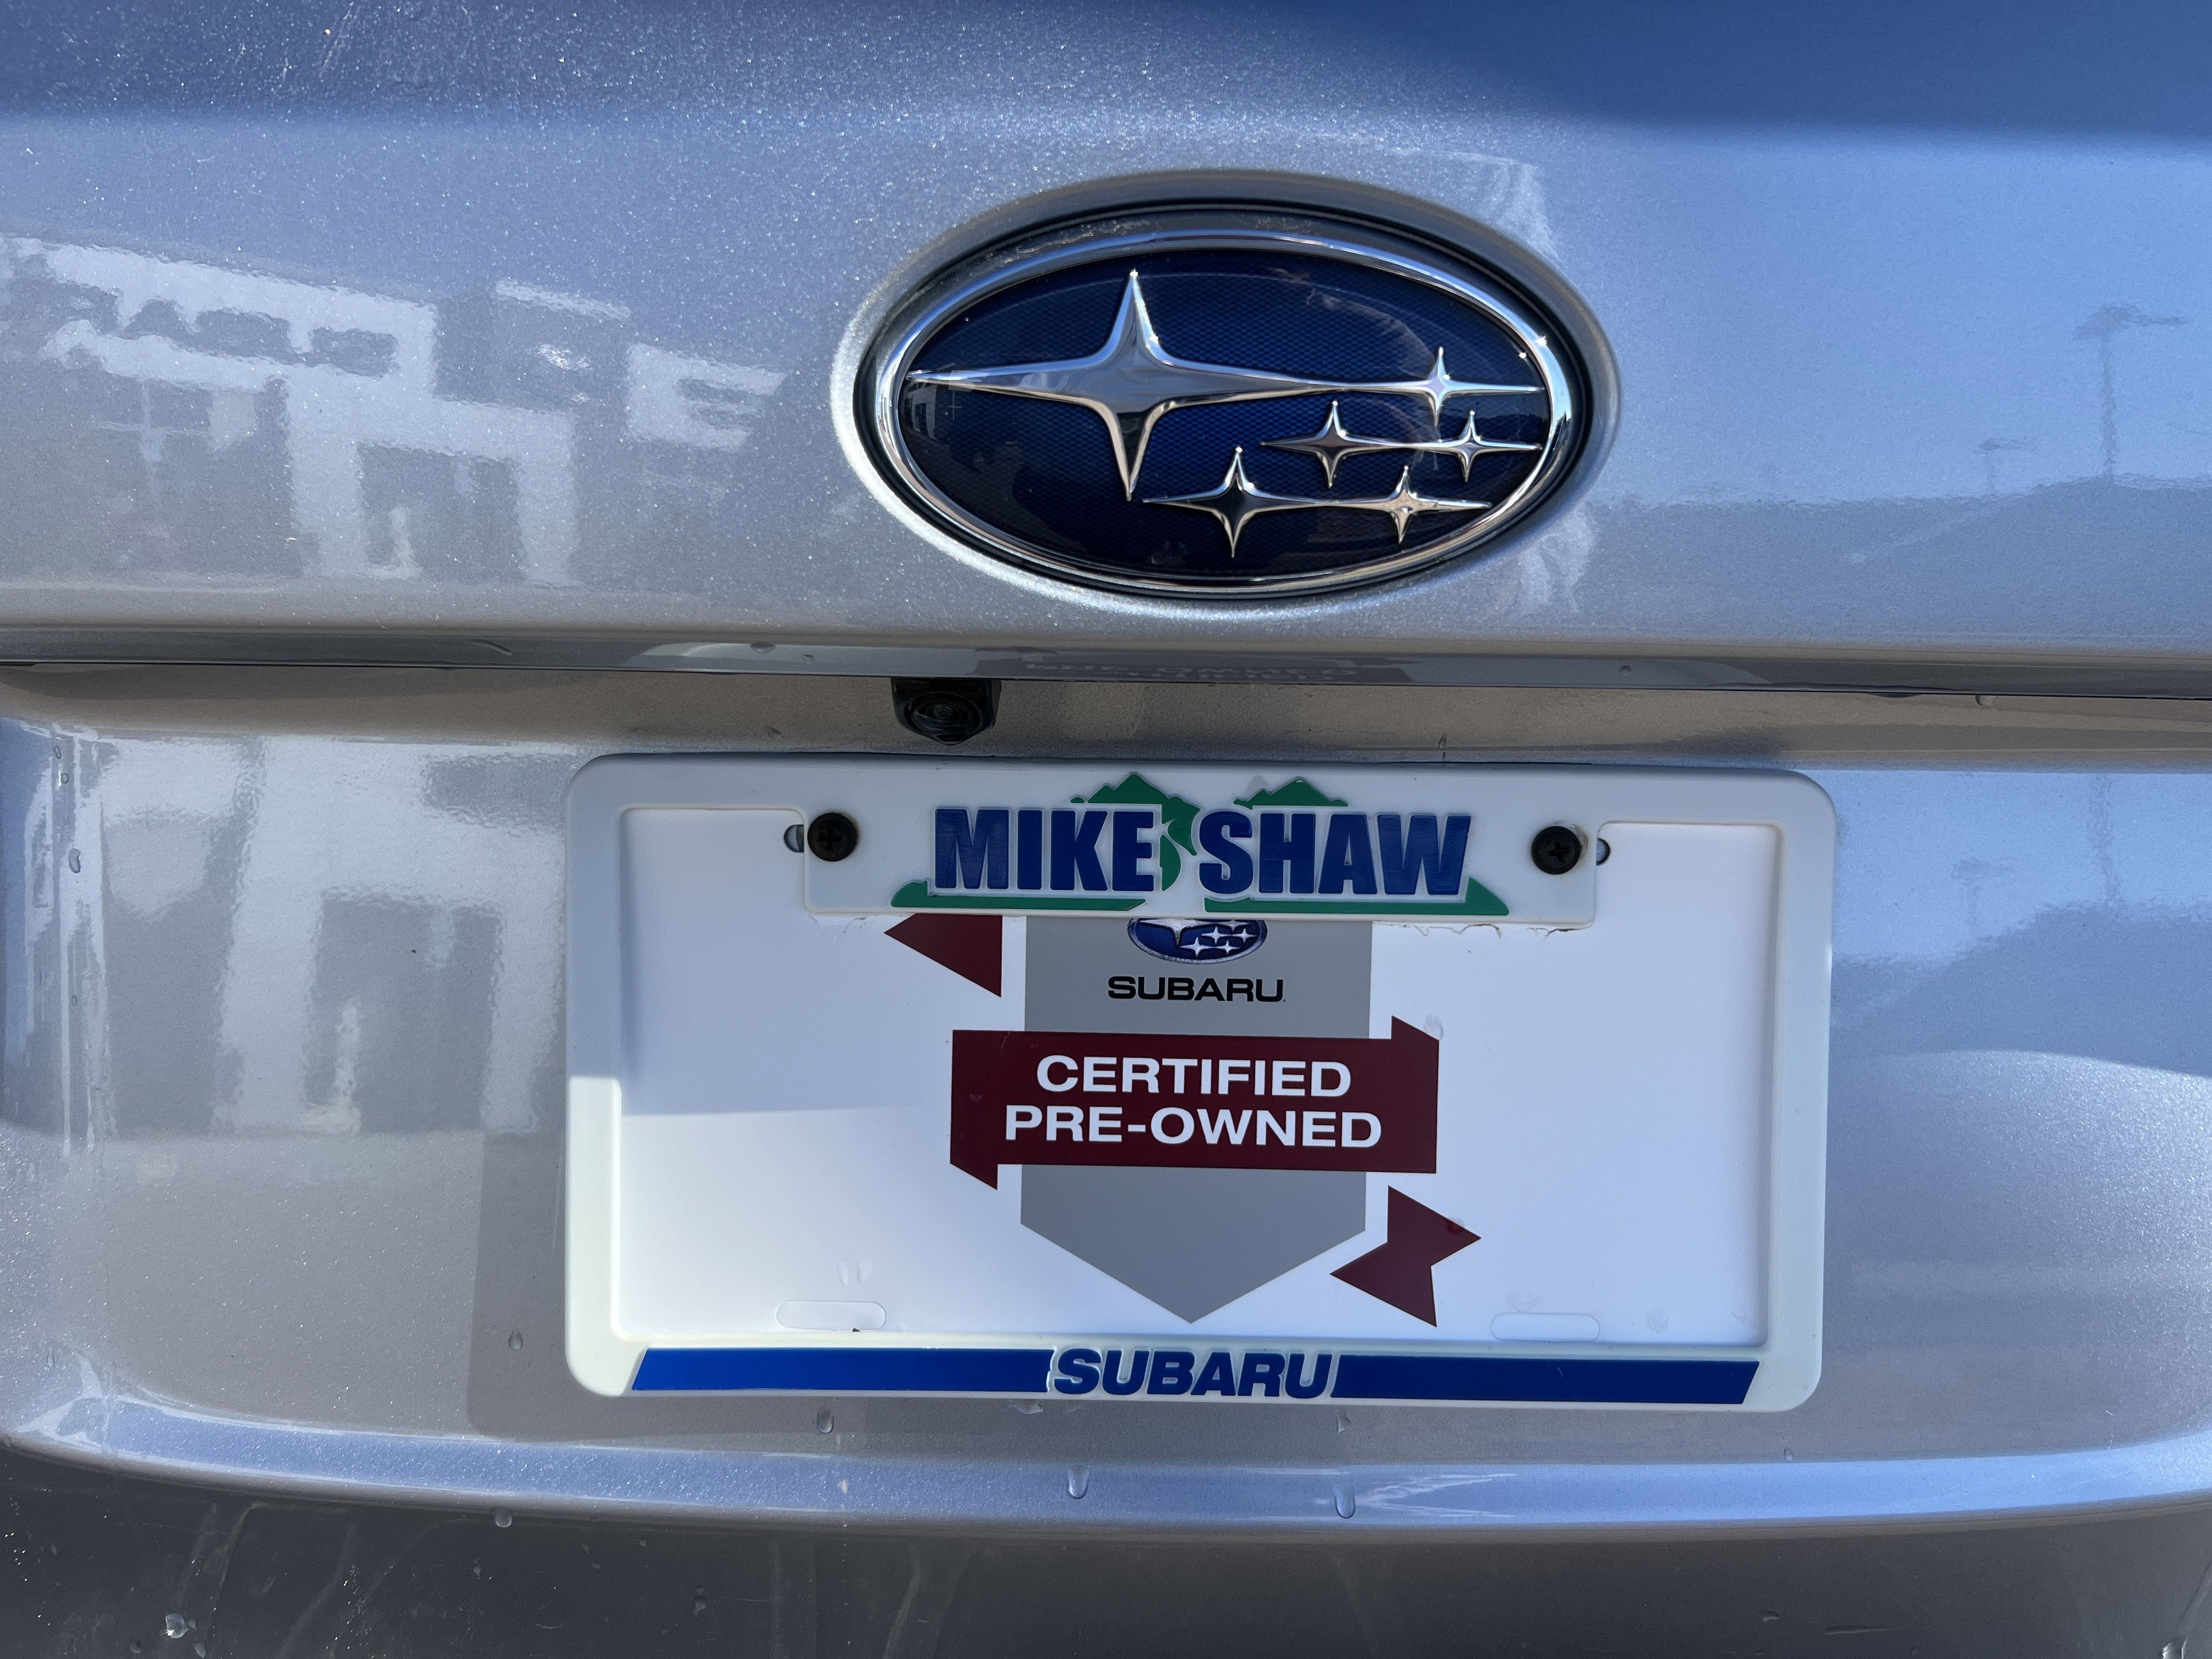 MIKE SHAW
SUBARU
CERTIFIED
PRE-OWNED
SUBARU